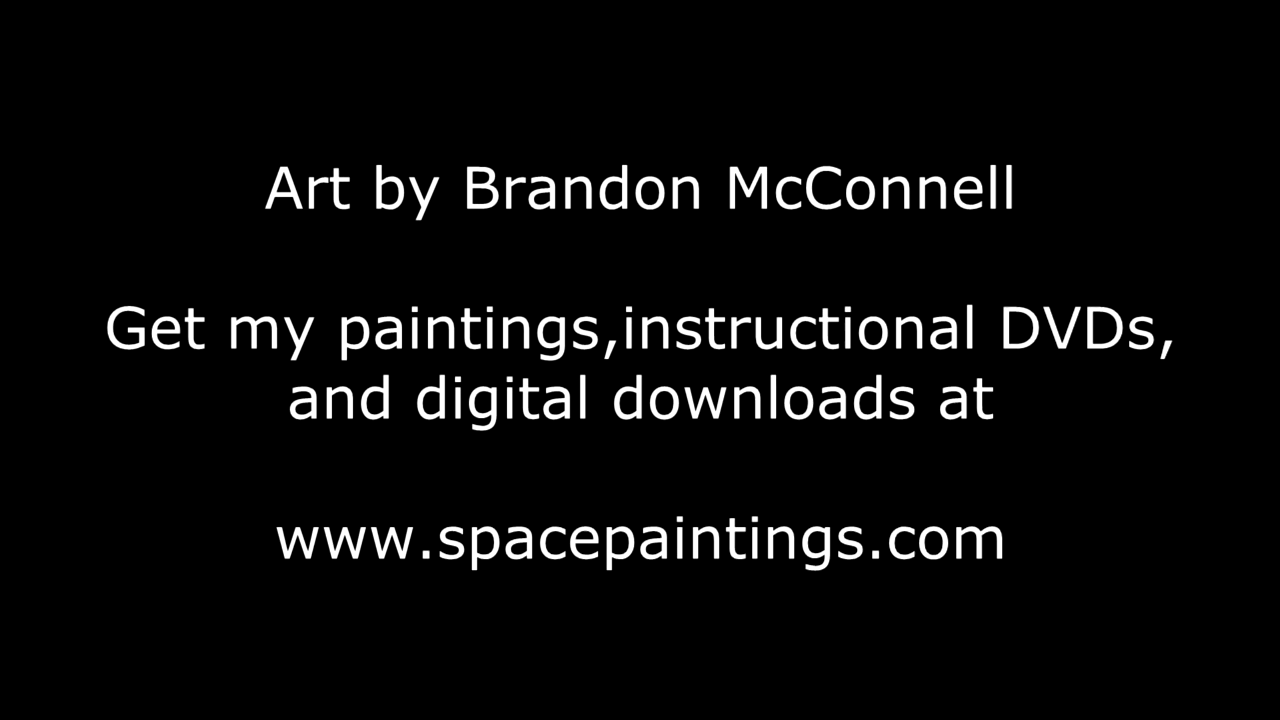 Art by Brandon McConnell
Get my paintings,instructional DVDs,
and digital downloads at
www.spacepaintings.com